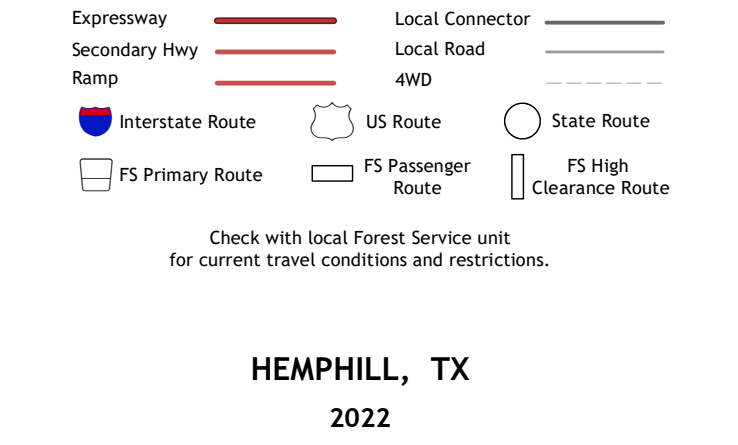 Expressway
Local Connector
Secondary Hwy
Local Road
Ramp
4WD
Interstate Route
US Route
State Route
FS Primary Route
FS Passenger
Route
FS High
Clearance Route
Check with local Forest Service unit
for current travel conditions and restrictions.
HEMPHILL, TX
2022